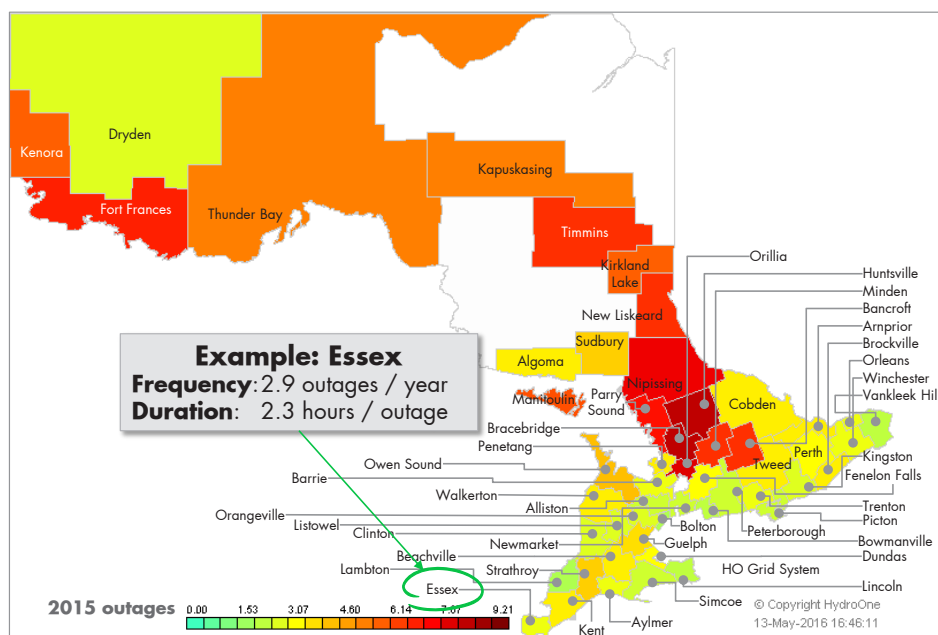 Dryden
Kenora
Fort Frances
Thunder Bay
Kapuskasing
Timmins
Kirkland
Lake
New Liskeard
Orillia
Huntsville
Minden
Bancroft
Arnprior
Brockville
Orleans
Winchester
Vankleek Hil
Example: Essex
Frequency: 2.9 outages / year
Duration: 2.3 hours / outage
Sudbury
Algoma
Manitoulin
Nipissing
Parry
Sound
Cobden
Bracebridge
Penetang
Perth
Tweed
Kingston
Fenelon Falls
Owen Sound
Barrie
Walkerton
Alliston
Trenton
Picton
Orangeville
Listowel
Clinton
Newmarket
Bolton
Guelph
Peterborough
Bowmanville
Dundas
Beachville
Lambton
Strathroy
HO Grid System
Essex
Lincoln
Simcoe
Kent
Aylmer
2015 outages
0.00 1.53 3.07 4.60 6.14 7.67 9.21
© Copyright HydroOne
13-May-2016 16:46:11